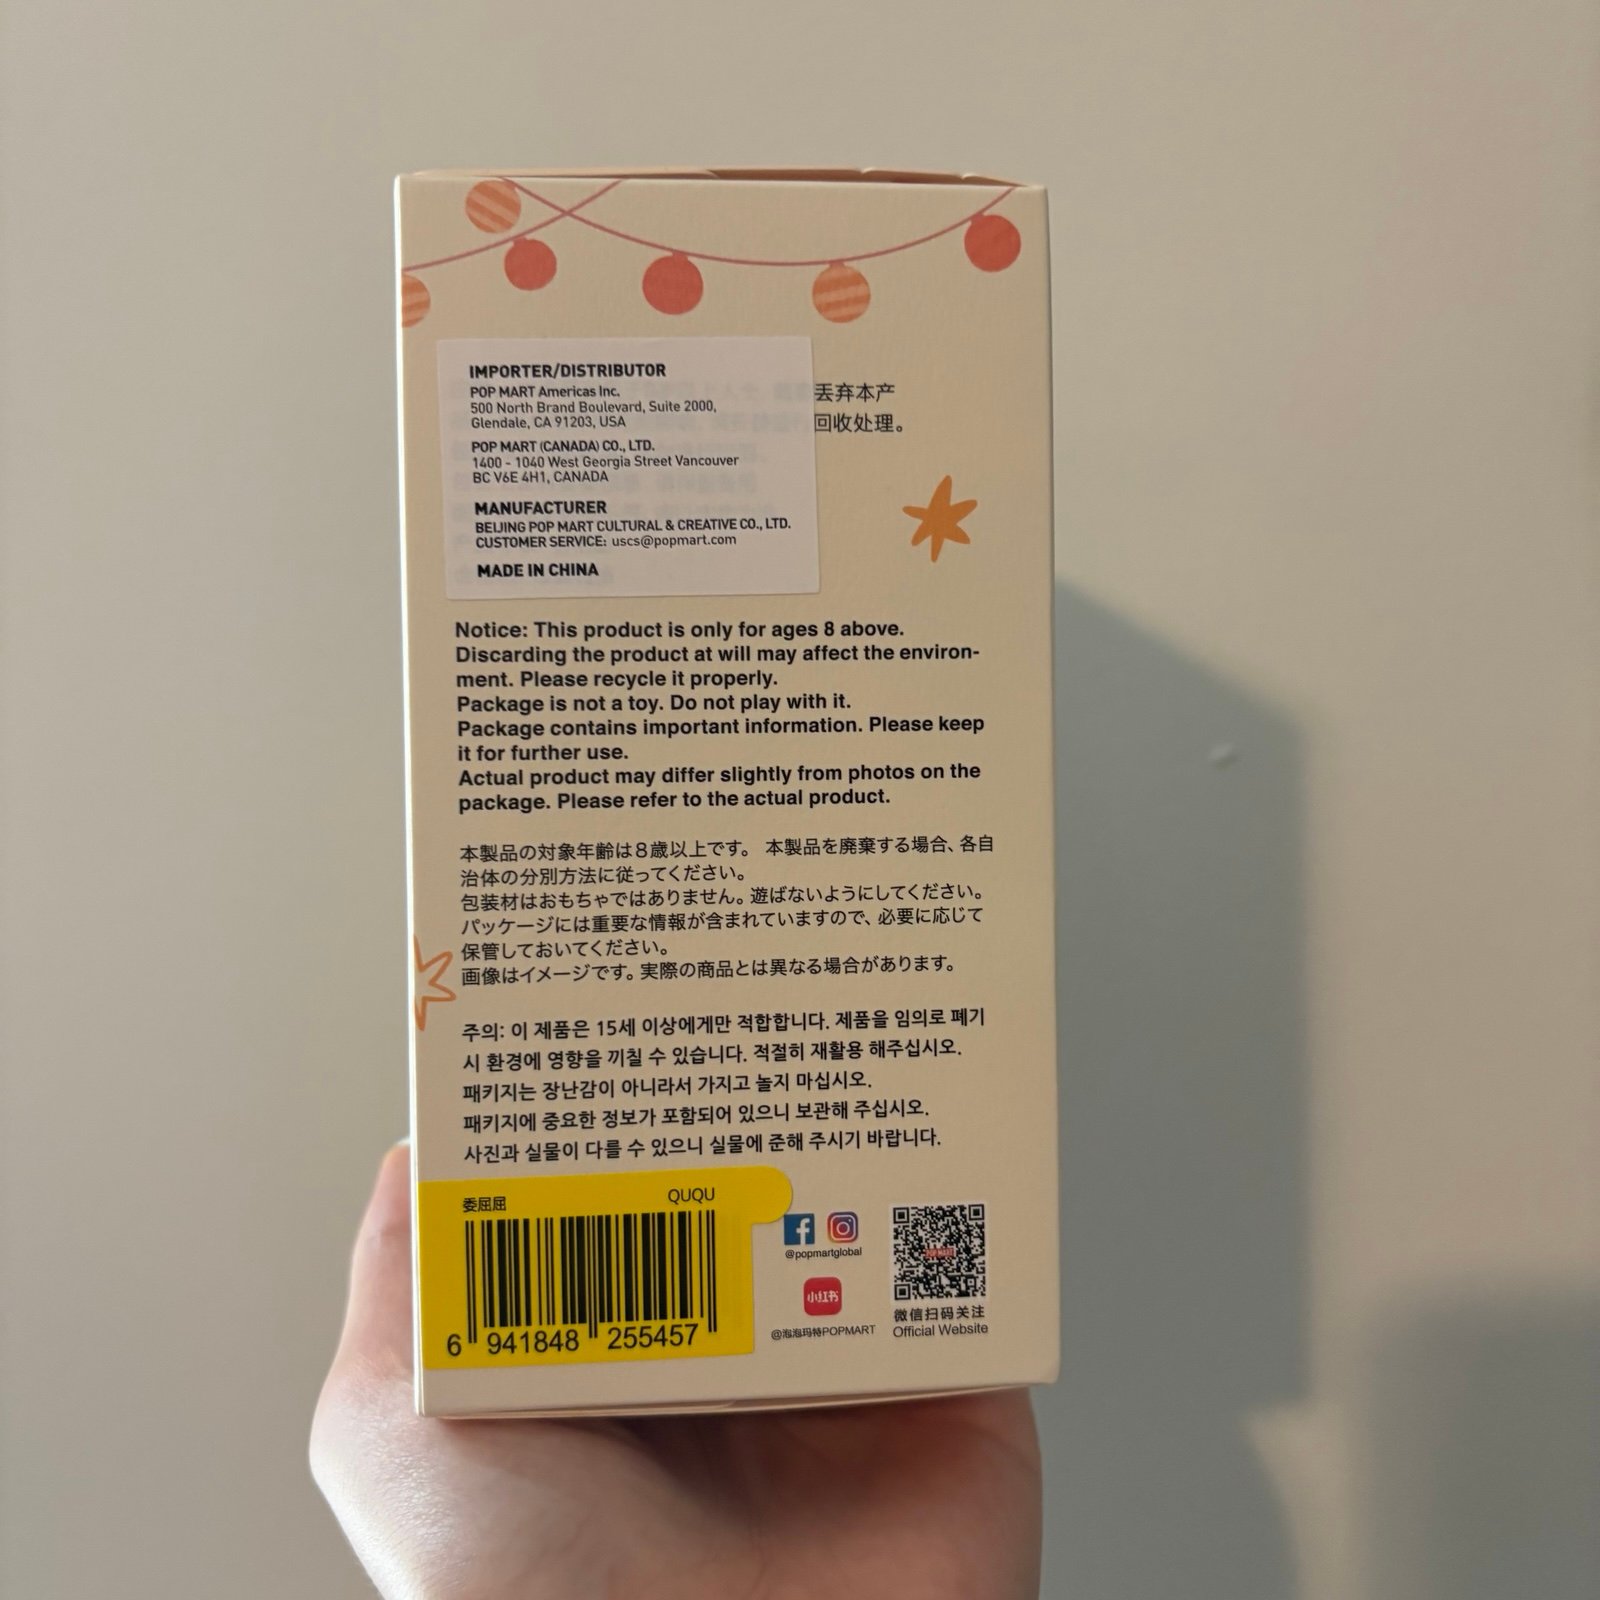 IMPORTER/DISTRIBUTOR
POP MART Americas Inc.
500 North Brand Boulevard, Suite 2000,
Glendale, CA 91203, USA
POP MART (CANADA) CO., LTD.
1400 - 1040 West Georgia Street Vancouver
BC V6E 4H1, CANADA
MANUFACTURER
BEIJING POP MART CULTURAL & CREATIVE CO., LTD.
CUSTOMER SERVICE: uscs@popmart.com
MADE IN CHINA
丢弃本产
回收处理。
Notice: This product is only for ages 8 above.
Discarding the product at will may affect the environ-
ment. Please recycle it properly.
Package is not a toy. Do not play with it.
Package contains important information. Please keep
it for further use.
Actual product may differ slightly from photos on the
package. Please refer to the actual product.
本製品の対象年齢は8歳以上です。 本製品を廃棄する場合、各自
治体の分別方法に従ってください。
包装材はおもちゃではありません。遊ばないようにしてください。
パッケージには重要な情報が含まれていますので、必要に応じて
保管しておいてください。
画像はイメージです。実際の商品とは異なる場合があります。
주의: 이 제품은 15세 이상에게만 적합합니다. 제품을 임의로 폐기
시 환경에 영향을 끼칠 수 있습니다. 적절히 재활용 해주십시오.
패키지는 장난감이 아니라서 가지고 놀지 마십시오.
패키지에 중요한 정보가 포함되어 있으니 보관해 주십시오.
사진과 실물이 다를 수 있으니 실물에 준해 주시기 바랍니다.
委屈屈 QUQU
6 941848 255457
@popmartglobal
小红书
@泡泡玛特POPMART
POP MART
微信扫码关注
Official Website